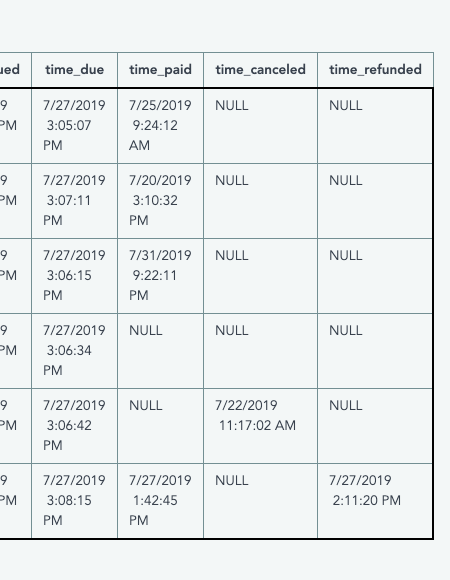 ued time_due time_paid time_canceled time_refunded
9 7/27/2019 7/25/2019 NULL NULL
PM 3:05:07 9:24:12
PM AM
9 7/27/2019 7/20/2019 NULL NULL
PM 3:07:11 3:10:32
PM PM
9 7/27/2019 7/31/2019 NULL NULL
PM 3:06:15 9:22:11
PM PM
9 7/27/2019 NULL NULL NULL
PM 3:06:34
PM
9 7/27/2019 NULL 7/22/2019 NULL
PM 3:06:42 11:17:02 AM
PM
9 7/27/2019 7/27/2019 NULL 7/27/2019
PM 3:08:15 1:42:45 2:11:20 PM
PM PM